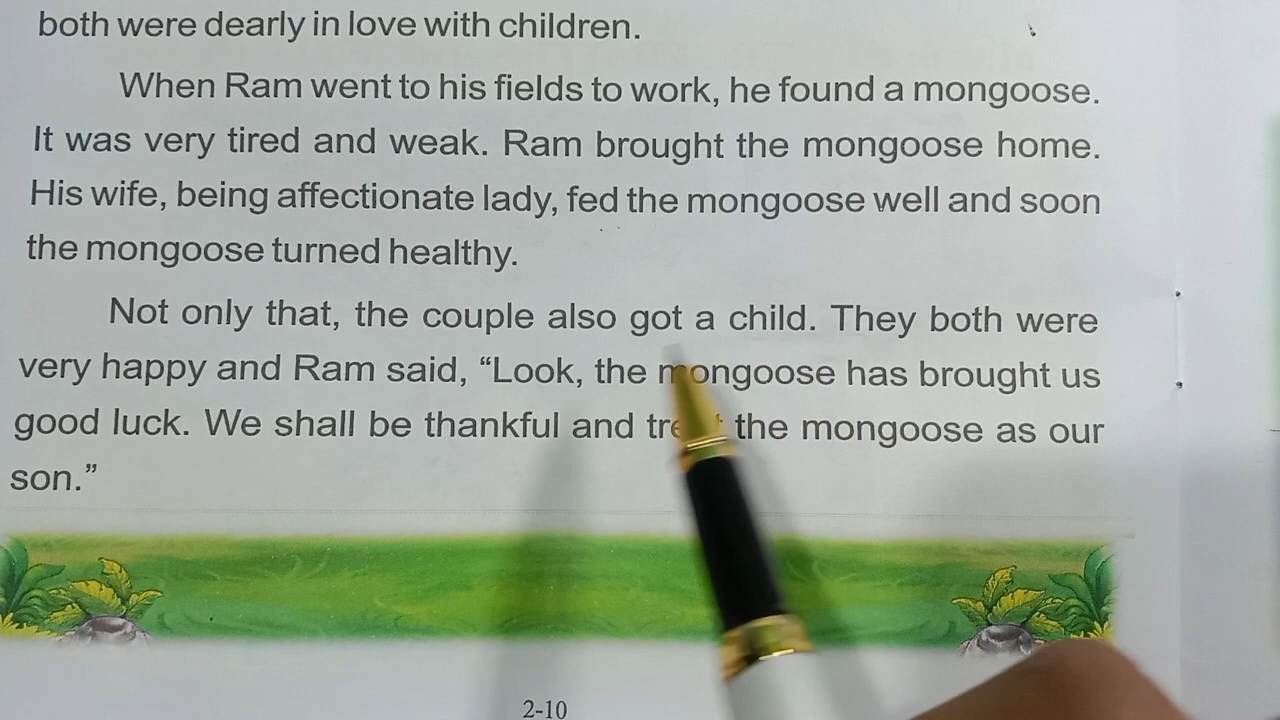 both were dearly in love with children.
When Ram went to his fields to work, he found a mongoose.
It was very tired and weak. Ram brought the mongoose home.
His wife, being affectionate lady, fed the mongoose well and soon
the mongoose turned healthy.
Not only that, the couple also got a child. They both were
very happy and Ram said, “Look, the mongoose has brought us
good luck. We shall be thankful and treat the mongoose as our
son.”
2-10